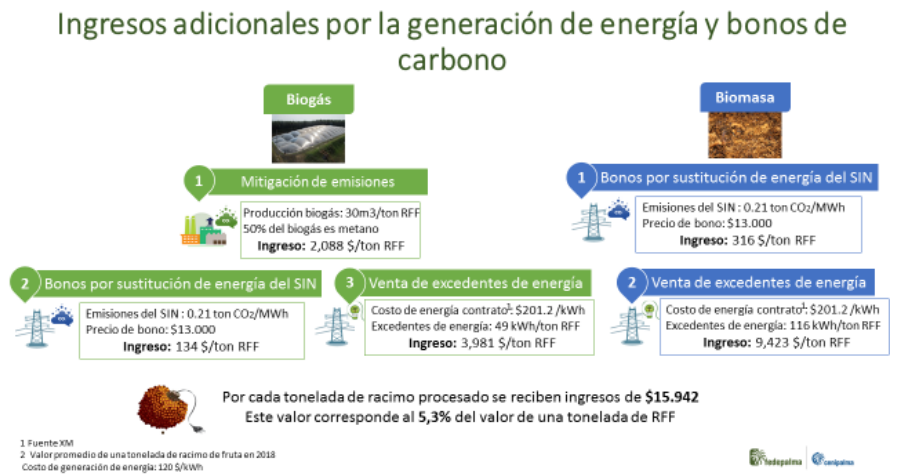 Ingresos adicionales por la generación de energía y bonos de
carbono
Biogás
1 Mitigación de emisiones
Producción biogás: 30m3/ton RFF
50% del biogás es metano
Ingreso: 2,088 $/ton RFF
2 Bonos por sustitución de energía del SIN
Emisiones del SIN : 0.21 ton CO2/MWh
Precio de bono: $13.000
Ingreso: 134 $/ton RFF
3 Venta de excedentes de energía
Costo de energía contrato1: $201.2 /kWh
Excedentes de energía: 49 kWh/ton RFF
Ingreso: 3,981 $/ton RFF
Biomasa
1 Bonos por sustitución de energía del SIN
Emisiones del SIN : 0.21 ton CO2/MWh
Precio de bono: $13.000
Ingreso: 316 $/ton RFF
2 Venta de excedentes de energía
Costo de energía contrato1: $201.2 /kWh
Excedentes de energía: 116 kWh/ton RFF
Ingreso: 9,423 $/ton RFF
Por cada tonelada de racimo procesado se reciben ingresos de $15.942
Este valor corresponde al 5,3% del valor de una tonelada de RFF
1 Fuente XM
2 Valor promedio de una tonelada de racimo de fruta en 2018
Costo de generación de energía: 120 $/kWh
fedepalma
cenipalma